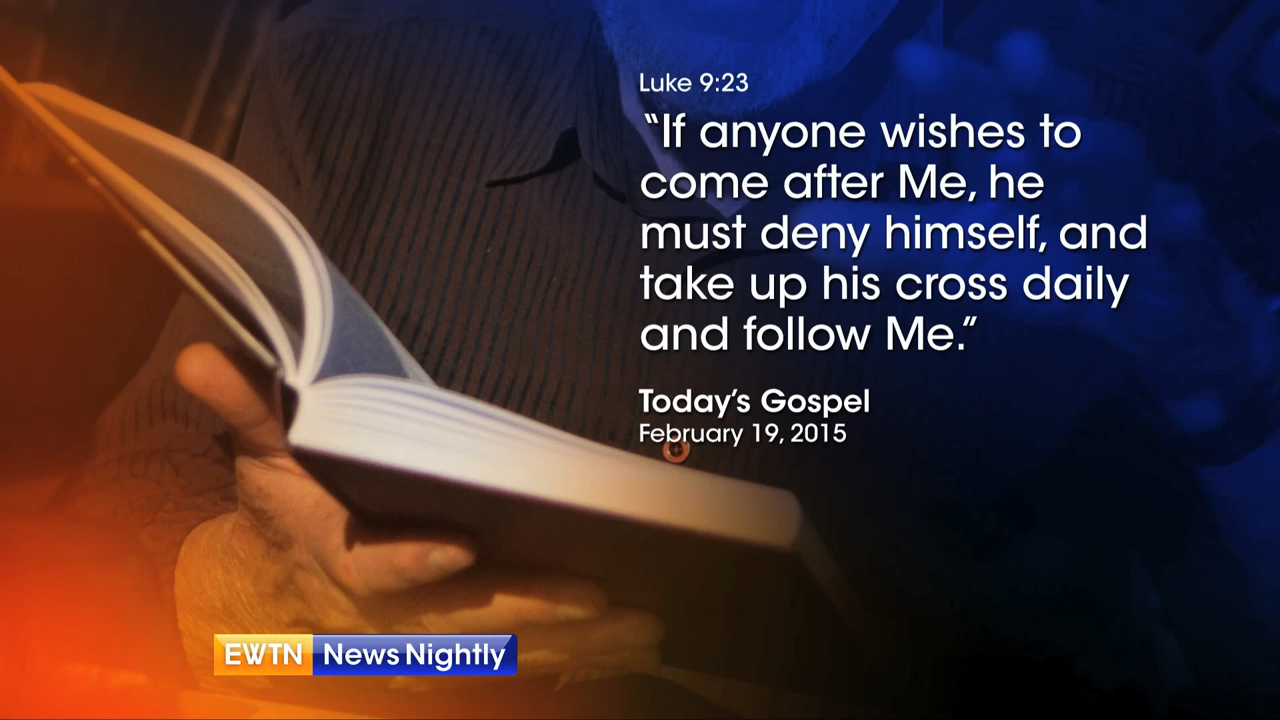 Luke 9:23
“If anyone wishes to
come after Me, he
must deny himself, and
take up his cross daily
and follow Me.”
Today’s Gospel
February 19, 2015
EWTN News Nightly